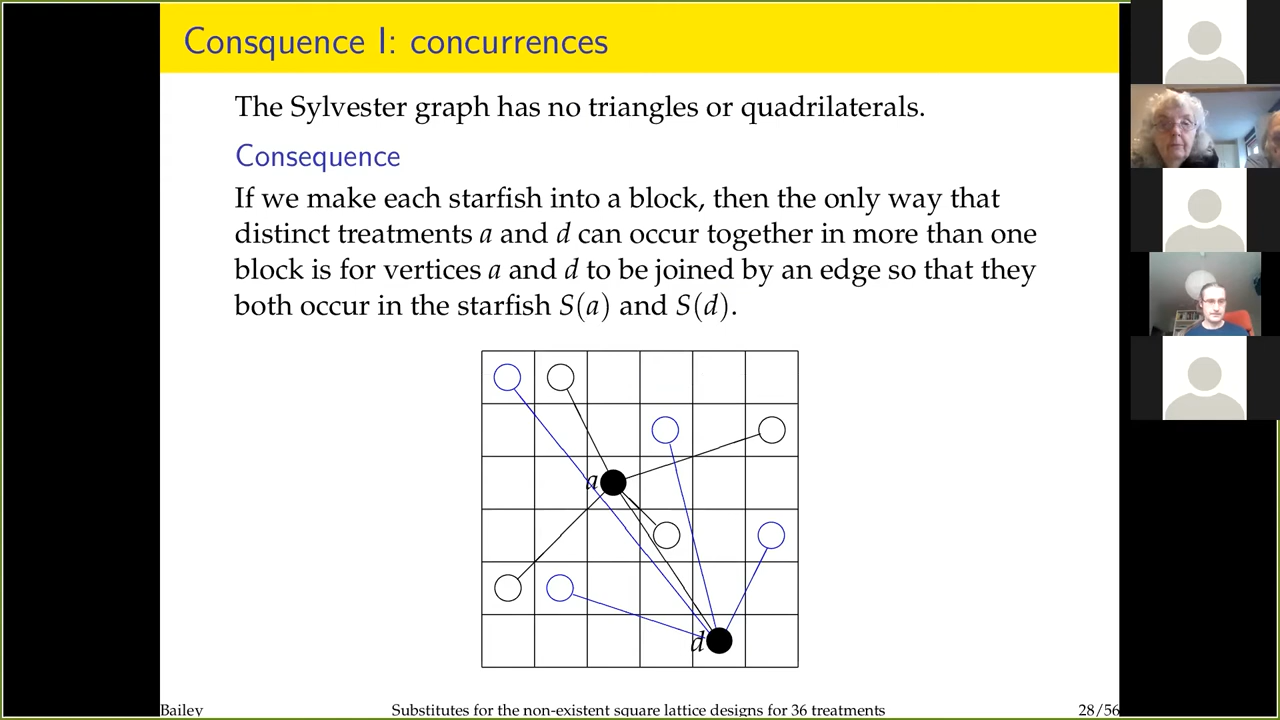 Consquence I: concurrences
The Sylvester graph has no triangles or quadrilaterals.
Consequence
If we make each starfish into a block, then the only way that
distinct treatments a and d can occur together in more than one
block is for vertices a and d to be joined by an edge so that they
both occur in the starfish S(a) and S(d).
a
d
Bailey
Substitutes for the non-existent square lattice designs for 36 treatments
28/56